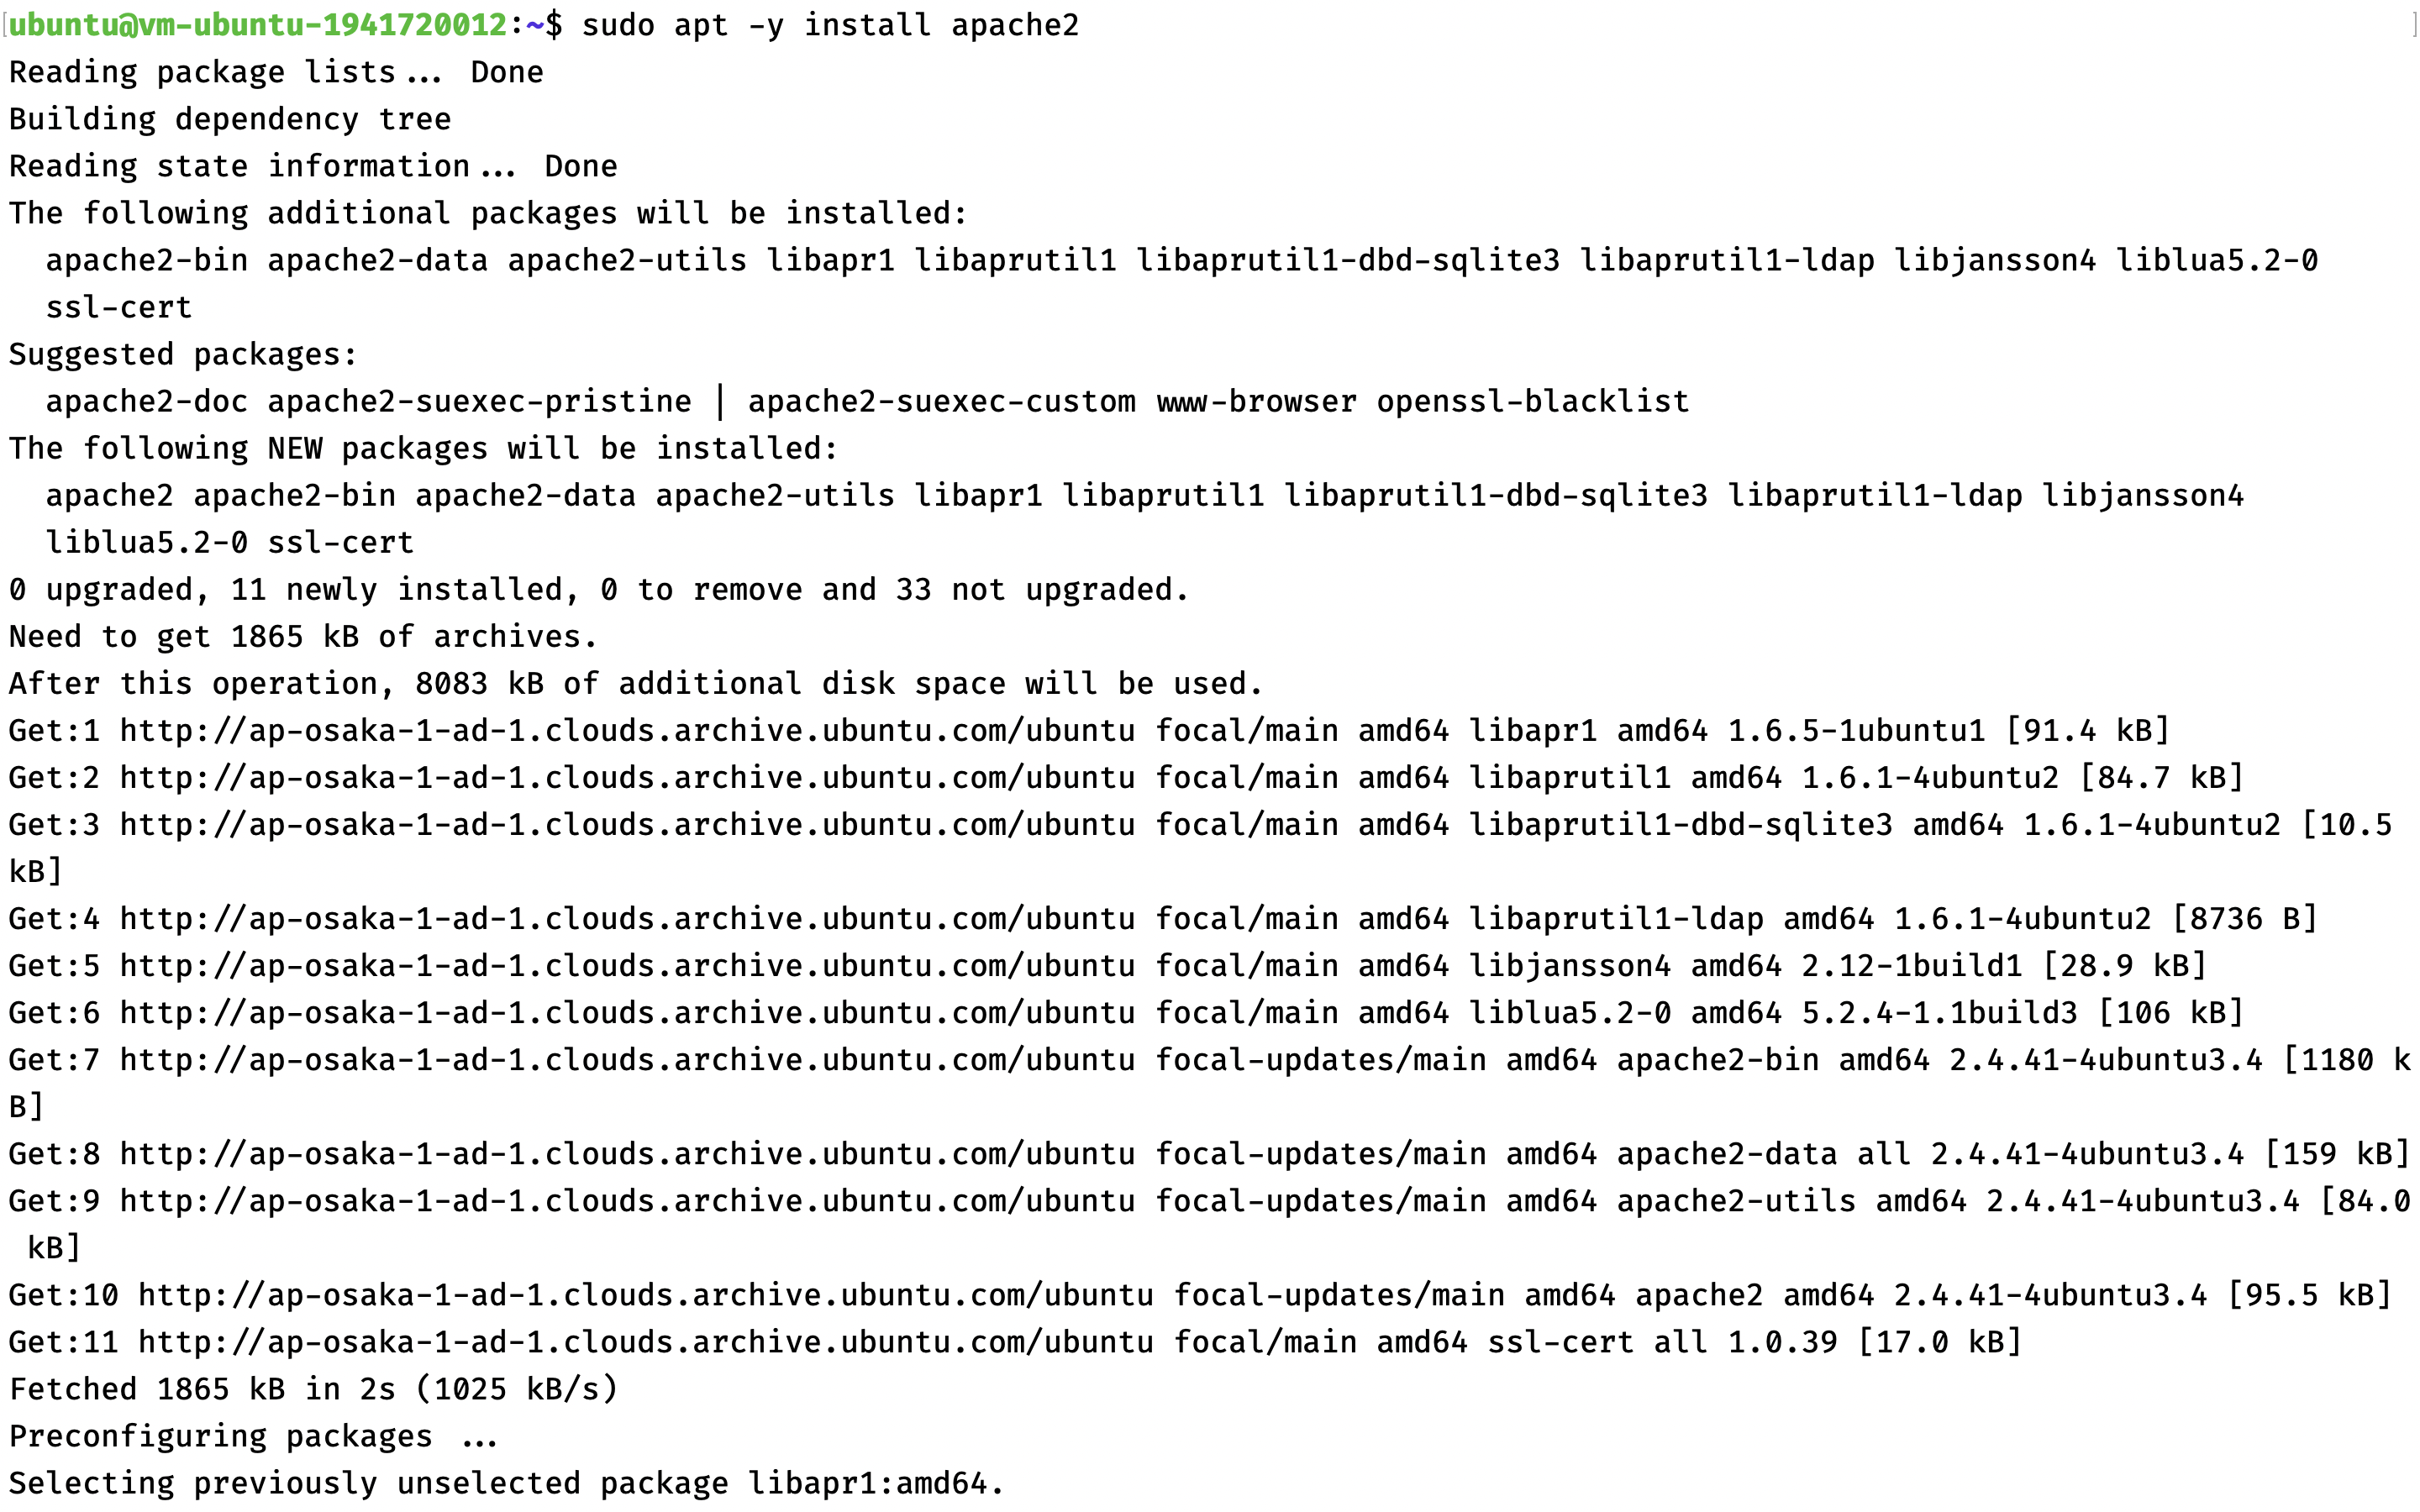 ubuntu@vm-ubuntu-1941720012:~$ sudo apt -y install apache2
Reading package lists... Done
Building dependency tree
Reading state information... Done
The following additional packages will be installed:
  apache2-bin apache2-data apache2-utils libapr1 libaprutil1 libaprutil1-dbd-sqlite3 libaprutil1-ldap libjansson4 liblua5.2-0
  ssl-cert
Suggested packages:
  apache2-doc apache2-suexec-pristine | apache2-suexec-custom www-browser openssl-blacklist
The following NEW packages will be installed:
  apache2 apache2-bin apache2-data apache2-utils libapr1 libaprutil1 libaprutil1-dbd-sqlite3 libaprutil1-ldap libjansson4
  liblua5.2-0 ssl-cert
0 upgraded, 11 newly installed, 0 to remove and 33 not upgraded.
Need to get 1865 kB of archives.
After this operation, 8083 kB of additional disk space will be used.
Get:1 http://ap-osaka-1-ad-1.clouds.archive.ubuntu.com/ubuntu focal/main amd64 libapr1 amd64 1.6.5-1ubuntu1 [91.4 kB]
Get:2 http://ap-osaka-1-ad-1.clouds.archive.ubuntu.com/ubuntu focal/main amd64 libaprutil1 amd64 1.6.1-4ubuntu2 [84.7 kB]
Get:3 http://ap-osaka-1-ad-1.clouds.archive.ubuntu.com/ubuntu focal/main amd64 libaprutil1-dbd-sqlite3 amd64 1.6.1-4ubuntu2 [10.5
kB]
Get:4 http://ap-osaka-1-ad-1.clouds.archive.ubuntu.com/ubuntu focal/main amd64 libaprutil1-ldap amd64 1.6.1-4ubuntu2 [8736 B]
Get:5 http://ap-osaka-1-ad-1.clouds.archive.ubuntu.com/ubuntu focal/main amd64 libjansson4 amd64 2.12-1build1 [28.9 kB]
Get:6 http://ap-osaka-1-ad-1.clouds.archive.ubuntu.com/ubuntu focal/main amd64 liblua5.2-0 amd64 5.2.4-1.1build3 [106 kB]
Get:7 http://ap-osaka-1-ad-1.clouds.archive.ubuntu.com/ubuntu focal-updates/main amd64 apache2-bin amd64 2.4.41-4ubuntu3.4 [1180 k
B]
Get:8 http://ap-osaka-1-ad-1.clouds.archive.ubuntu.com/ubuntu focal-updates/main amd64 apache2-data all 2.4.41-4ubuntu3.4 [159 kB]
Get:9 http://ap-osaka-1-ad-1.clouds.archive.ubuntu.com/ubuntu focal-updates/main amd64 apache2-utils amd64 2.4.41-4ubuntu3.4 [84.0
 kB]
Get:10 http://ap-osaka-1-ad-1.clouds.archive.ubuntu.com/ubuntu focal-updates/main amd64 apache2 amd64 2.4.41-4ubuntu3.4 [95.5 kB]
Get:11 http://ap-osaka-1-ad-1.clouds.archive.ubuntu.com/ubuntu focal/main amd64 ssl-cert all 1.0.39 [17.0 kB]
Fetched 1865 kB in 2s (1025 kB/s)
Preconfiguring packages ...
Selecting previously unselected package libapr1:amd64.